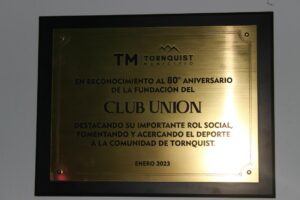 TM TORNQUIST
MUNICIPIO
EN RECONOCIMIENTO AL 80° ANIVERSARIO
DE LA FUNDACIÓN DEL
CLUB UNION
DESTACANDO SU IMPORTANTE ROL SOCIAL,
FOMENTANDO Y ACERCANDO EL DEPORTE
A LA COMUNIDAD DE TORNQUIST.
ENERO 2023